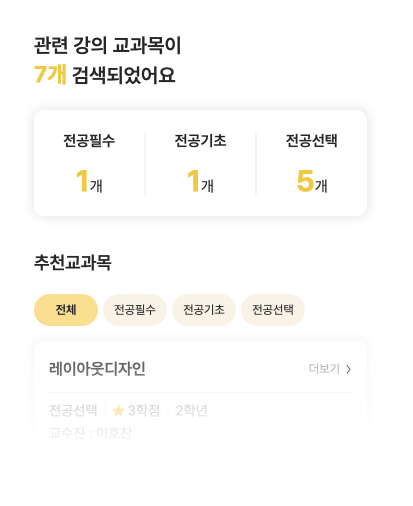 관련 강의 교과목이
7개 검색되었어요
전공필수 전공기초 전공선택
1개 1개 5개
추천교과목
전체 전공필수 전공기초 전공선택
레이아웃디자인 더보기 >
전공선택 ★ 3학점 2학년
교수진 : 이호찬